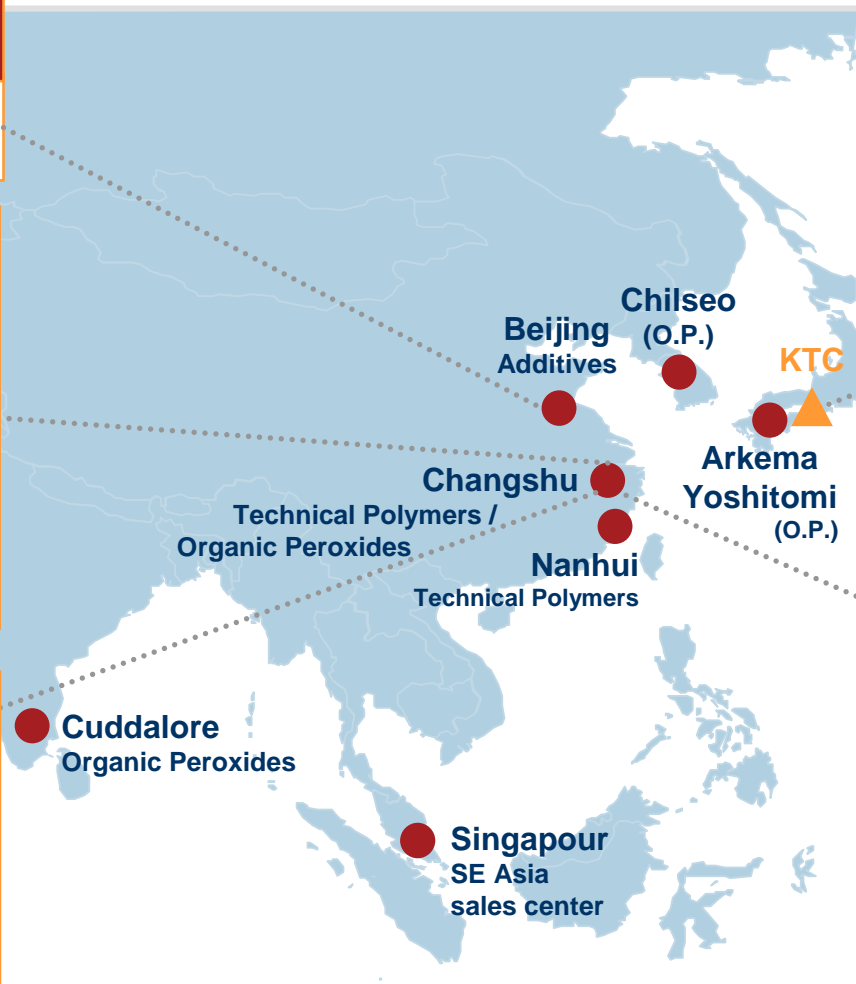 Chilseo
(O.P.)
Beijing
Additives
KTC
Arkema
Yoshitomi
(O.P.)
Changshu
Technical Polymers /
Organic Peroxides
Nanhui
Technical Polymers
Cuddalore
Organic Peroxides
Singapour
SE Asia
sales center